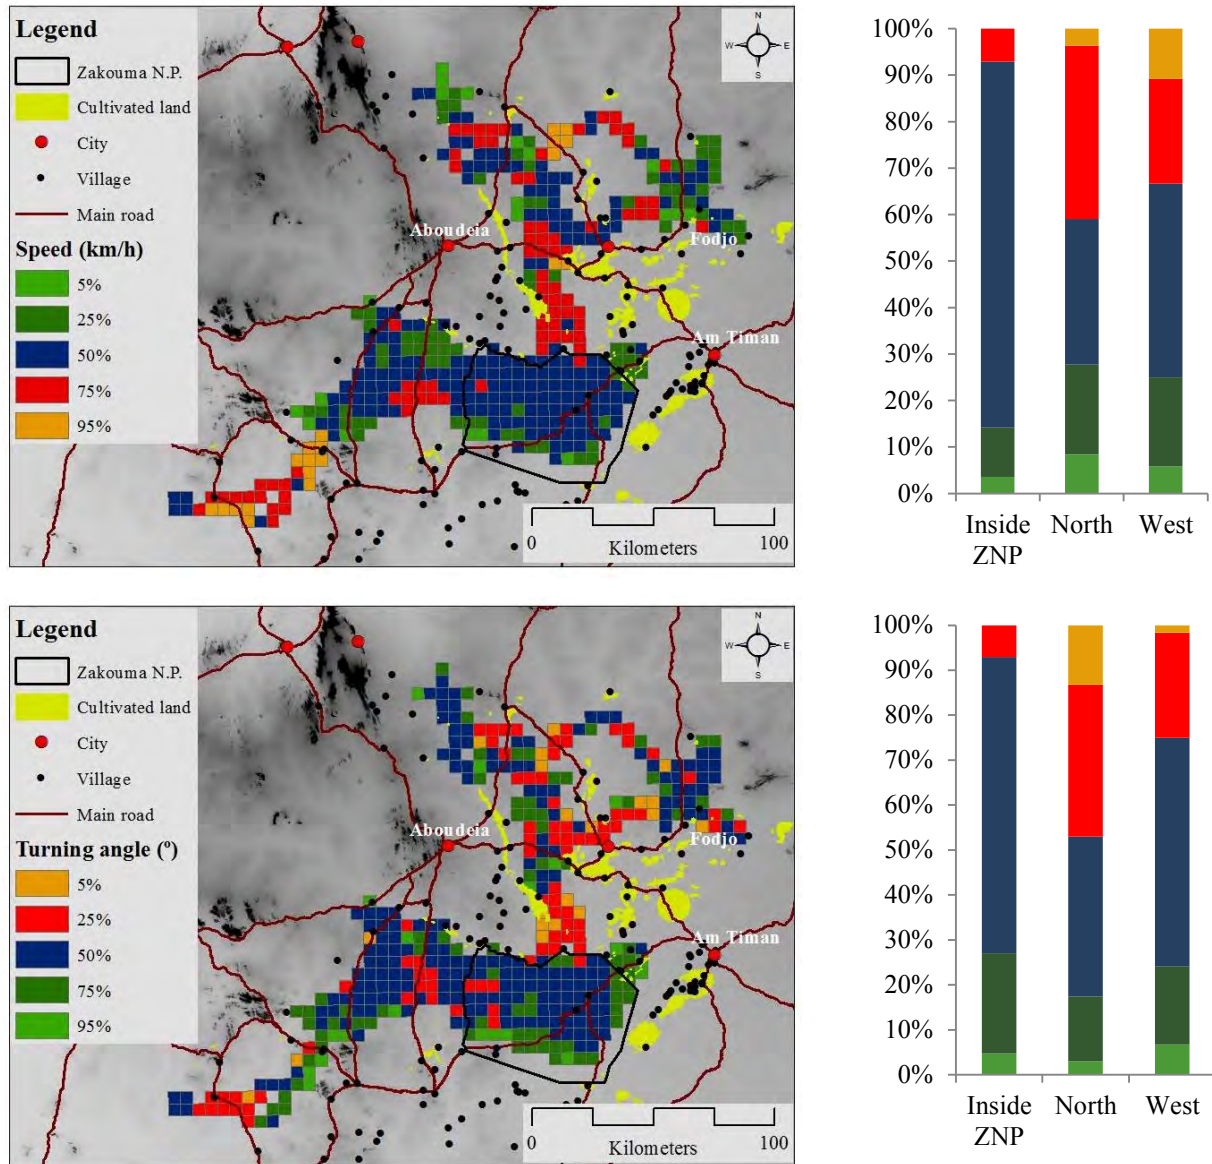 Legend
Zakouma N.P.
Cultivated land
City
Village
Main road
Speed (km/h)
5%
25%
50%
75%
95%
N
W E
S
Aboudeia
Fodjo
Am Timan
0 100
Kilometers
100%
90%
80%
70%
60%
50%
40%
30%
20%
10%
0%
Inside North West
ZNP
Legend
Zakouma N.P.
Cultivated land
City
Village
Main road
Turning angle (º)
5%
25%
50%
75%
95%
N
W E
S
Aboudeia
Fodjo
Am Timan
0 100
Kilometers
100%
90%
80%
70%
60%
50%
40%
30%
20%
10%
0%
Inside North West
ZNP